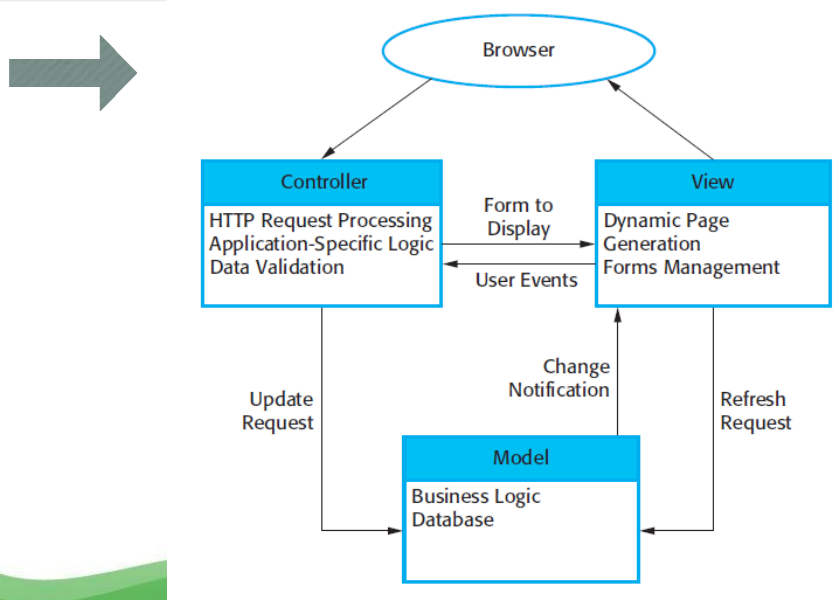 Browser
Controller
HTTP Request Processing
Application-Specific Logic
Data Validation
Form to
Display
User Events
View
Dynamic Page
Generation
Forms Management
Update
Request
Change
Notification
Refresh
Request
Model
Business Logic
Database